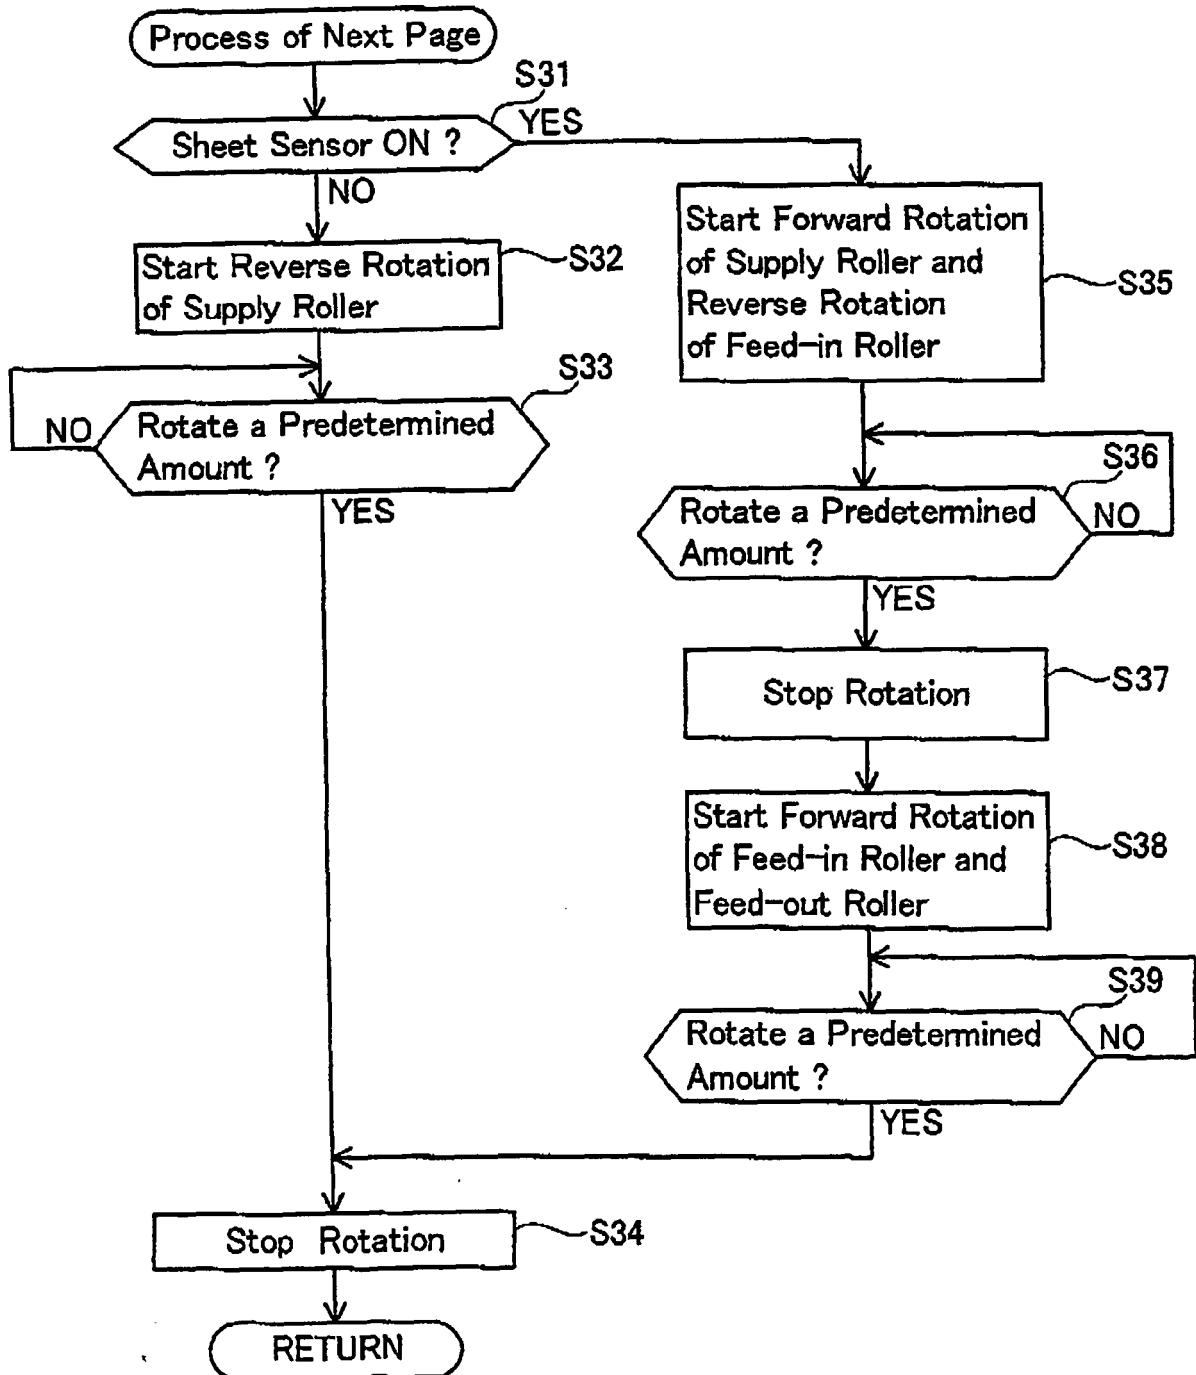 Process of Next Page
S31
Sheet Sensor ON ?
YES
NO
Start Reverse Rotation
of Supply Roller
S32
S33
Rotate a Predetermined
Amount ?
NO
YES
Start Forward Rotation
of Supply Roller and
Reverse Rotation
of Feed-in Roller
S35
S36
Rotate a Predetermined
Amount ?
NO
YES
Stop Rotation
S37
Start Forward Rotation
of Feed-in Roller and
Feed-out Roller
S38
S39
Rotate a Predetermined
Amount ?
NO
YES
Stop Rotation
S34
RETURN